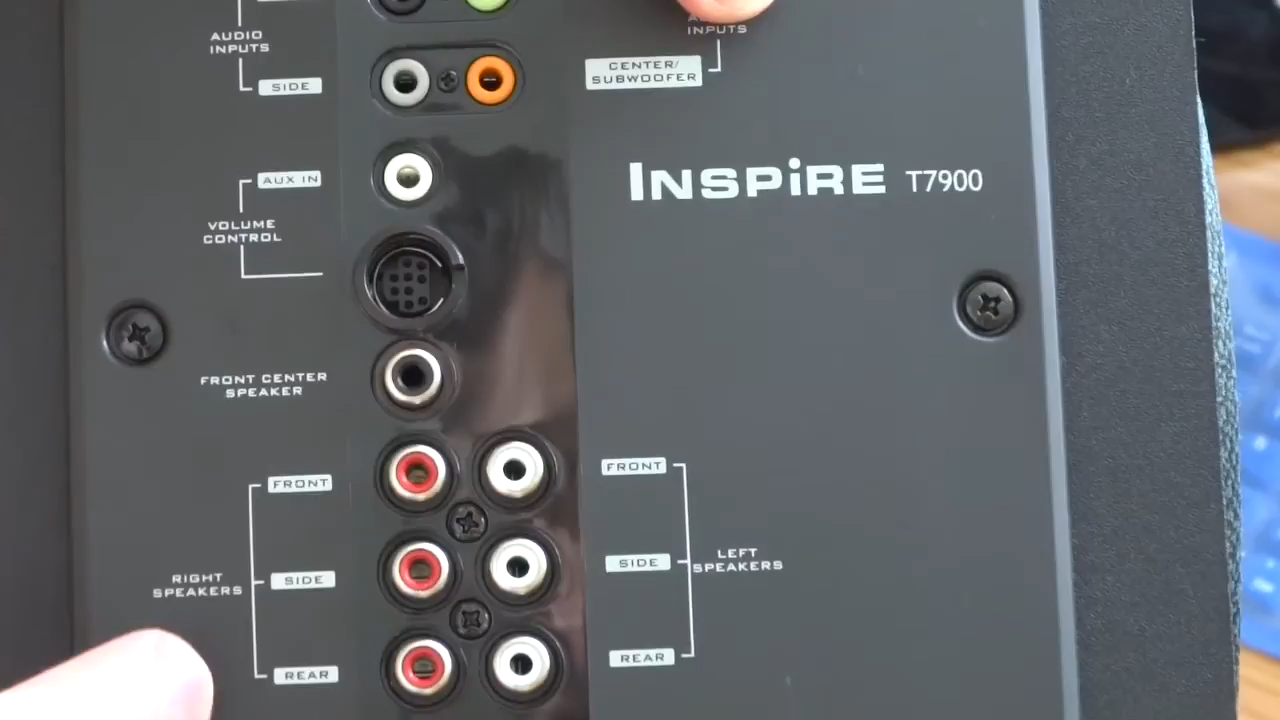 AUDIO
INPUTS
SIDE
INPUTS
CENTER/
SUBWOOFER
AUX IN
VOLUME
CONTROL
INSPiRE T7900
FRONT CENTER
SPEAKER
FRONT
SIDE
REAR
RIGHT
SPEAKERS
FRONT
SIDE
REAR
LEFT
SPEAKERS